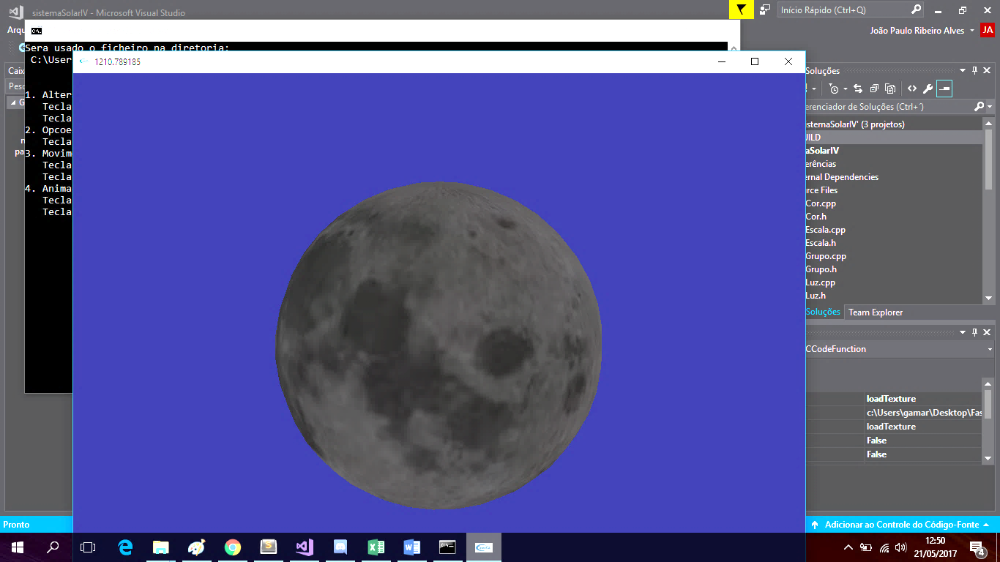 sistemaSolarIV - Microsoft Visual Studio
Início Rápido (Ctrl+Q)
Arqu
João Paulo Ribeiro Alves
JA
Sera usado o ficheiro na diretoria:
C:\User
1210.789185
Caix
Soluções
Pesq
1. Alter
G
Tecla
erenciador de Soluções (Ctrl+´)
Tecla
istemaSolarIV' (3 projetos)
2. Opcoe
UILD
Tecla
n
aSolarIV
3. Movim
pa
erências
Tecla
Tecla
ernal Dependencies
4. Anima
rce Files
Tecla
Cor.cpp
Tecla
Cor.h
Escala.cpp
Escala.h
Grupo.cpp
Grupo.h
Luz.cpp
Luz.h
Soluções
Team Explorer
CCodeFunction
loadTexture
c:\Users\gamar\Desktop\Fas
loadTexture
False
False
Pronto
Adicionar ao Controle do Código-Fonte
12:50
21/05/2017
4